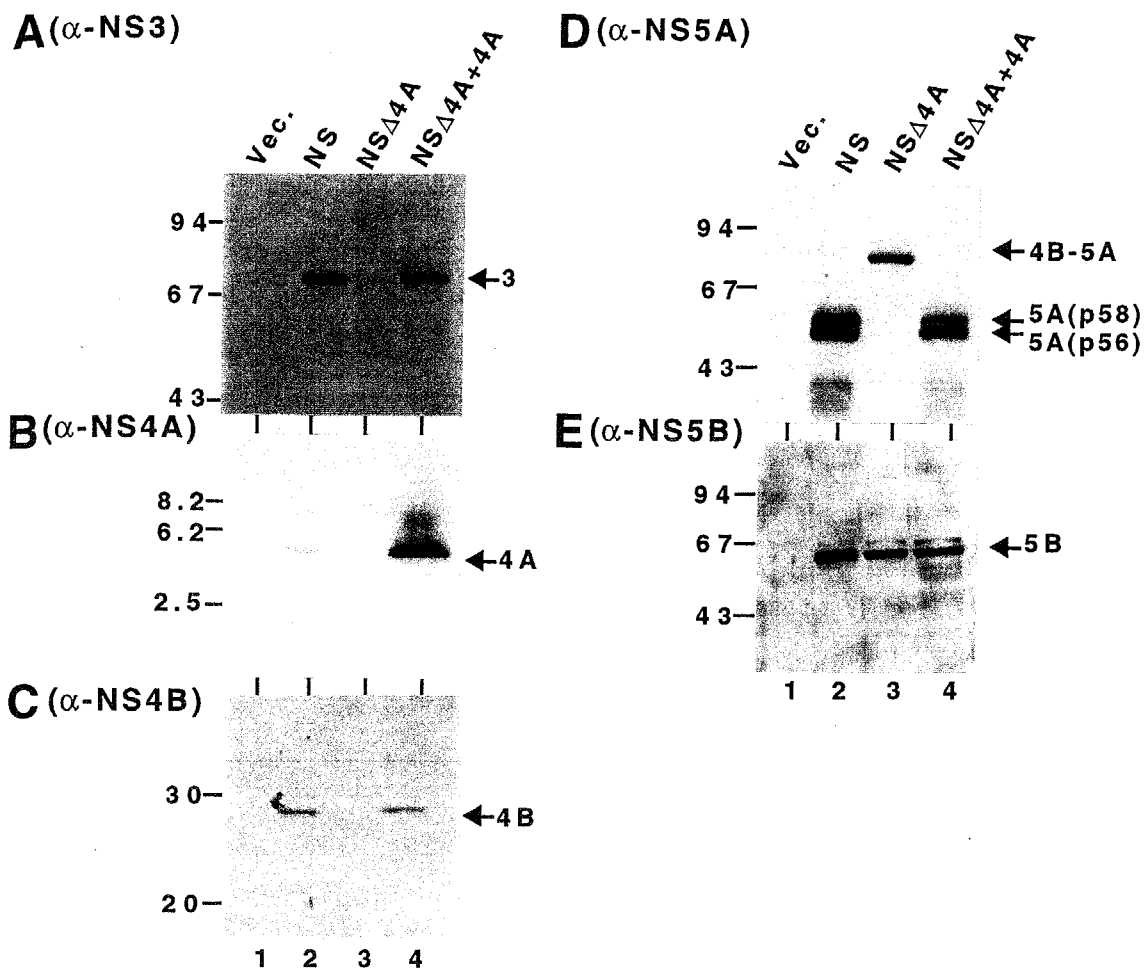 A (α-NS3)
Vec. NS NSΔ4A NSΔ4A+4A
94
67
43
3
B (α-NS4A)
8.2
6.2
2.5
4A
C (α-NS4B)
30
20
4B
1 2 3 4
D (α-NS5A)
Vec. NS NSΔ4A NSΔ4A+4A
94
67
43
4B-5A
5A(p58)
5A(p56)
E (α-NS5B)
94
67
43
5B
1 2 3 4